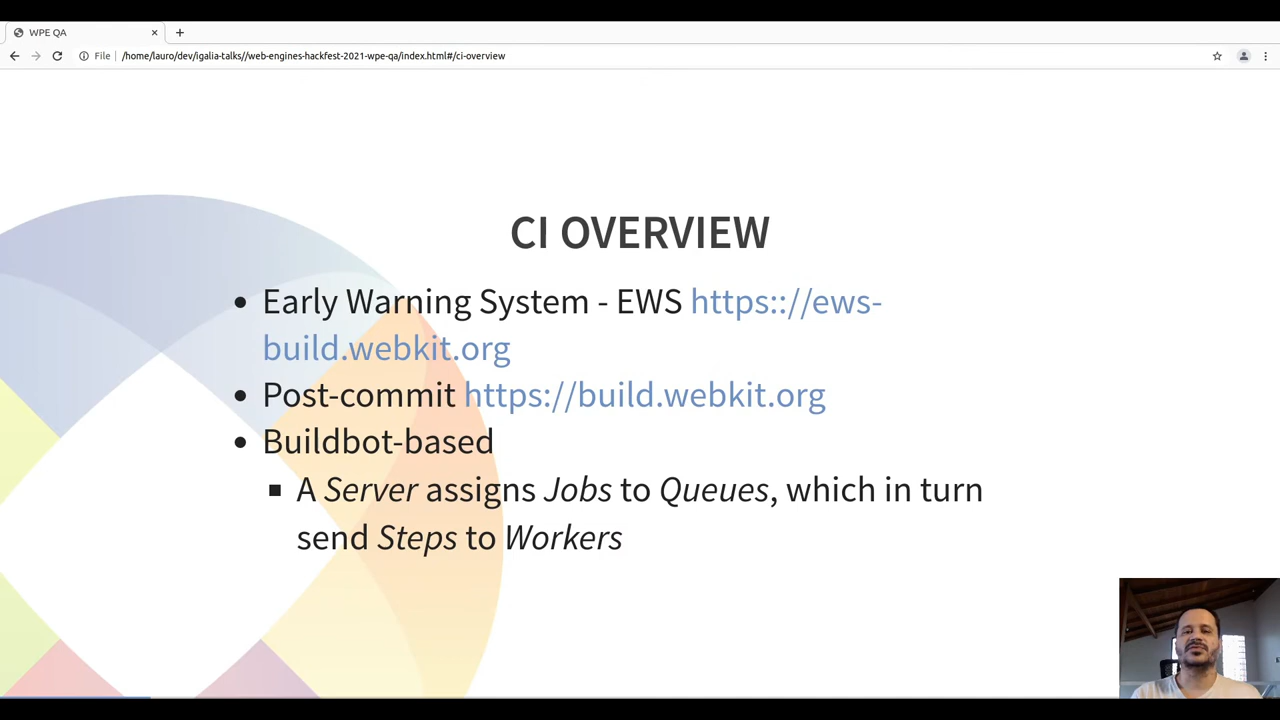 WPE QA
File /home/lauro/dev/igalia-talks//web-engines-hackfest-2021-wpe-qa/index.html#/ci-overview
CI OVERVIEW
Early Warning System - EWS https:://ews-
build.webkit.org
Post-commit https://build.webkit.org
Buildbot-based
A Server assigns Jobs to Queues, which in turn
send Steps to Workers